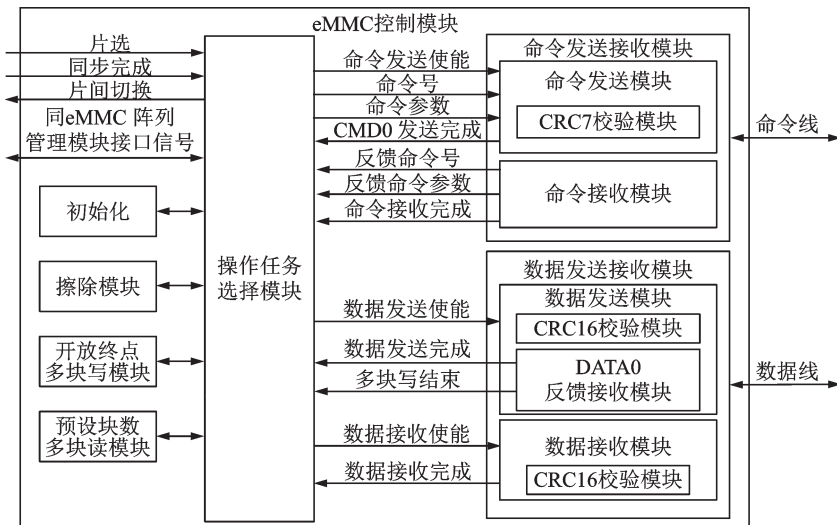 eMMC控制模块
片选
同步完成
片间切换
同eMMC 阵列
管理模块接口信号
初始化
擦除模块
开放终点
多块写模块
预设块数
多块读模块
操作任务
选择模块
命令发送使能
命令号
命令参数
CMD0 发送完成
反馈命令号
反馈命令参数
命令接收完成
数据发送使能
数据发送完成
多块写结束
数据接收使能
数据接收完成
命令发送接收模块
命令发送模块
CRC7校验模块
命令接收模块
数据发送接收模块
数据发送模块
CRC16校验模块
DATA0
反馈接收模块
数据接收模块
CRC16校验模块
命令线
数据线